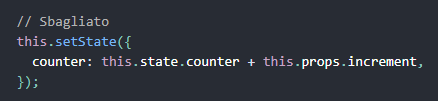 // Sbagliato
this.setState({
  counter: this.state.counter + this.props.increment,
});